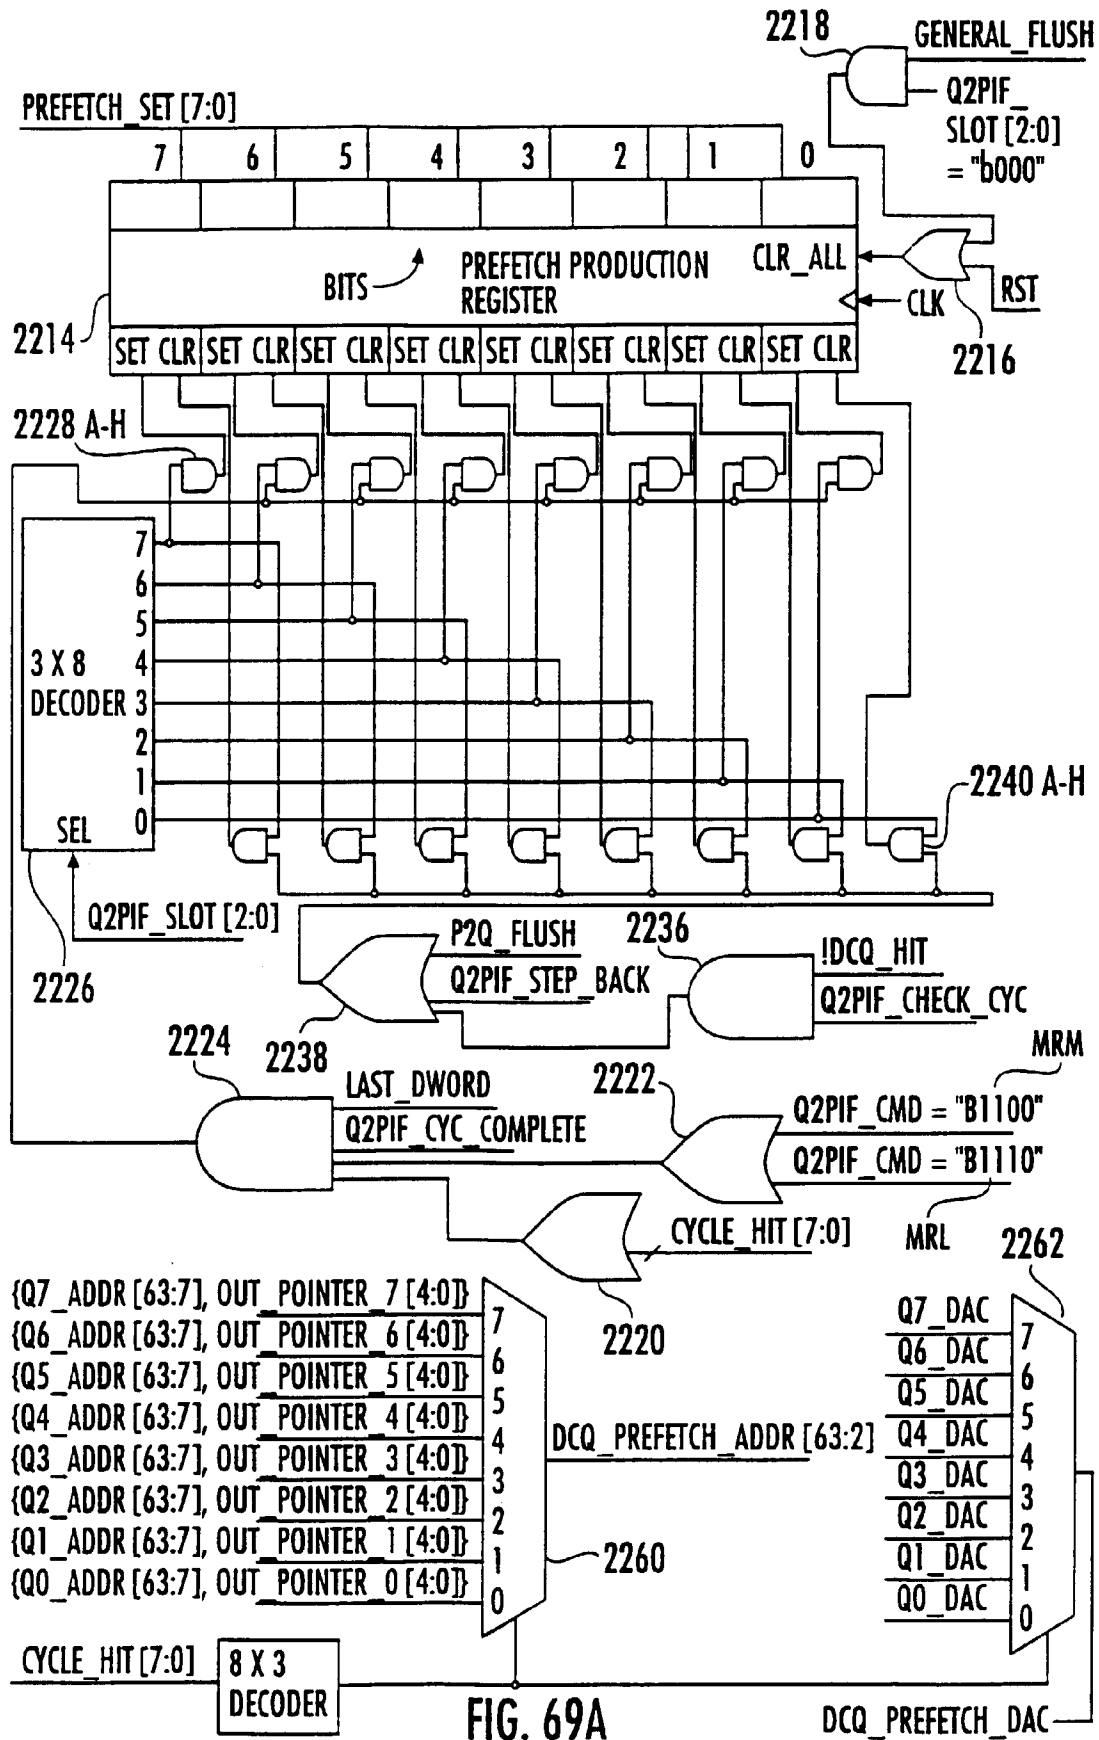 2218
GENERAL_FLUSH
Q2PIF_
SLOT [2:0]
= "b000"
PREFETCH_SET [7:0]
7 6 5 4 3 2 1 0
BITS
PREFETCH PRODUCTION
REGISTER
CLR_ALL
CLK
RST
2214
2216
SET CLR SET CLR SET CLR SET CLR SET CLR SET CLR SET CLR SET CLR
2228 A-H
7
6
5
4
3
2
1
0
3 X 8
DECODER
SEL
2240 A-H
Q2PIF_SLOT [2:0]
2226
P2Q_FLUSH
Q2PIF_STEP_BACK
2238
2236
!DCQ_HIT
Q2PIF_CHECK_CYC
2224
LAST_DWORD
Q2PIF_CYC_COMPLETE
2222
MRM
Q2PIF_CMD = "B1100"
Q2PIF_CMD = "B1110"
MRL
CYCLE_HIT [7:0]
2220
2262
{Q7_ADDR [63:7], OUT_POINTER_7 [4:0]} 7
{Q6_ADDR [63:7], OUT_POINTER_6 [4:0]} 6
{Q5_ADDR [63:7], OUT_POINTER_5 [4:0]} 5
{Q4_ADDR [63:7], OUT_POINTER_4 [4:0]} 4
{Q3_ADDR [63:7], OUT_POINTER_3 [4:0]} 3
{Q2_ADDR [63:7], OUT_POINTER_2 [4:0]} 2
{Q1_ADDR [63:7], OUT_POINTER_1 [4:0]} 1
{Q0_ADDR [63:7], OUT_POINTER_0 [4:0]} 0
DCQ_PREFETCH_ADDR [63:2]
2260
Q7_DAC 7
Q6_DAC 6
Q5_DAC 5
Q4_DAC 4
Q3_DAC 3
Q2_DAC 2
Q1_DAC 1
Q0_DAC 0
CYCLE_HIT [7:0]
8 X 3
DECODER
DCQ_PREFETCH_DAC
FIG. 69A